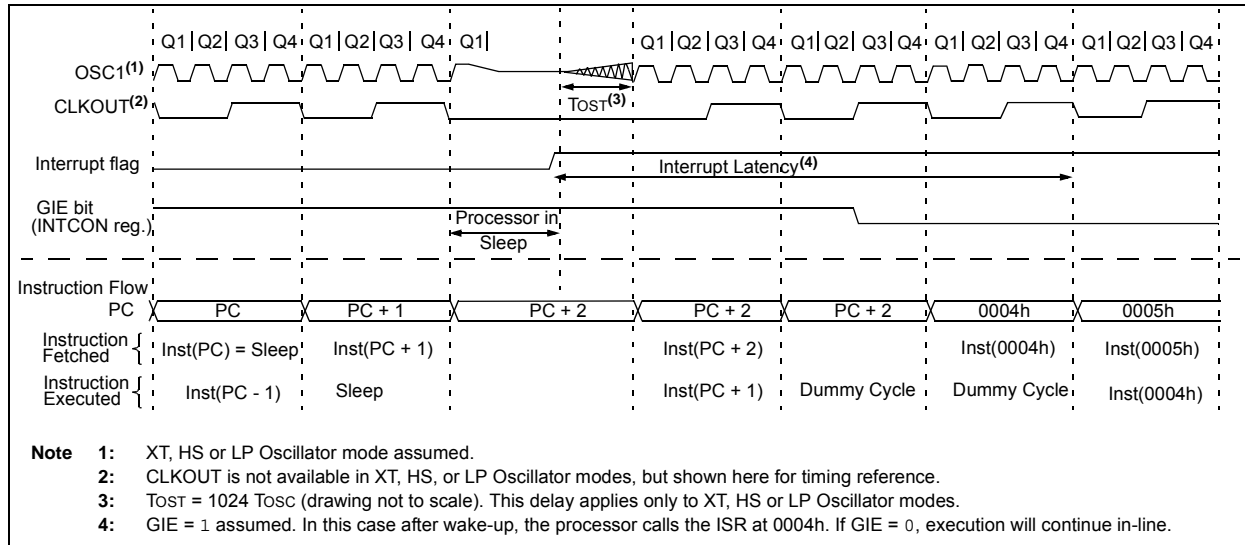 Q1 Q2 Q3 Q4 Q1 Q2 Q3 Q4 Q1 Q1 Q2 Q3 Q4 Q1 Q2 Q3 Q4 Q1 Q2 Q3 Q4 Q1 Q2 Q3 Q4
OSC1(1)
TOST(3)
CLKOUT(2)
Interrupt flag
Interrupt Latency(4)
GIE bit
(INTCON reg.)
Processor in
Sleep
Instruction Flow
PC PC PC + 1 PC + 2 PC + 2 PC + 2 0004h 0005h
Instruction
Fetched { Inst(PC) = Sleep Inst(PC + 1) Inst(PC + 2) Inst(0004h) Inst(0005h)
Instruction
Executed { Inst(PC - 1) Sleep Inst(PC + 1) Dummy Cycle Dummy Cycle Inst(0004h)
Note 1: XT, HS or LP Oscillator mode assumed.
2: CLKOUT is not available in XT, HS, or LP Oscillator modes, but shown here for timing reference.
3: TOST = 1024 TOSC (drawing not to scale). This delay applies only to XT, HS or LP Oscillator modes.
4: GIE = 1 assumed. In this case after wake-up, the processor calls the ISR at 0004h. If GIE = 0, execution will continue in-line.